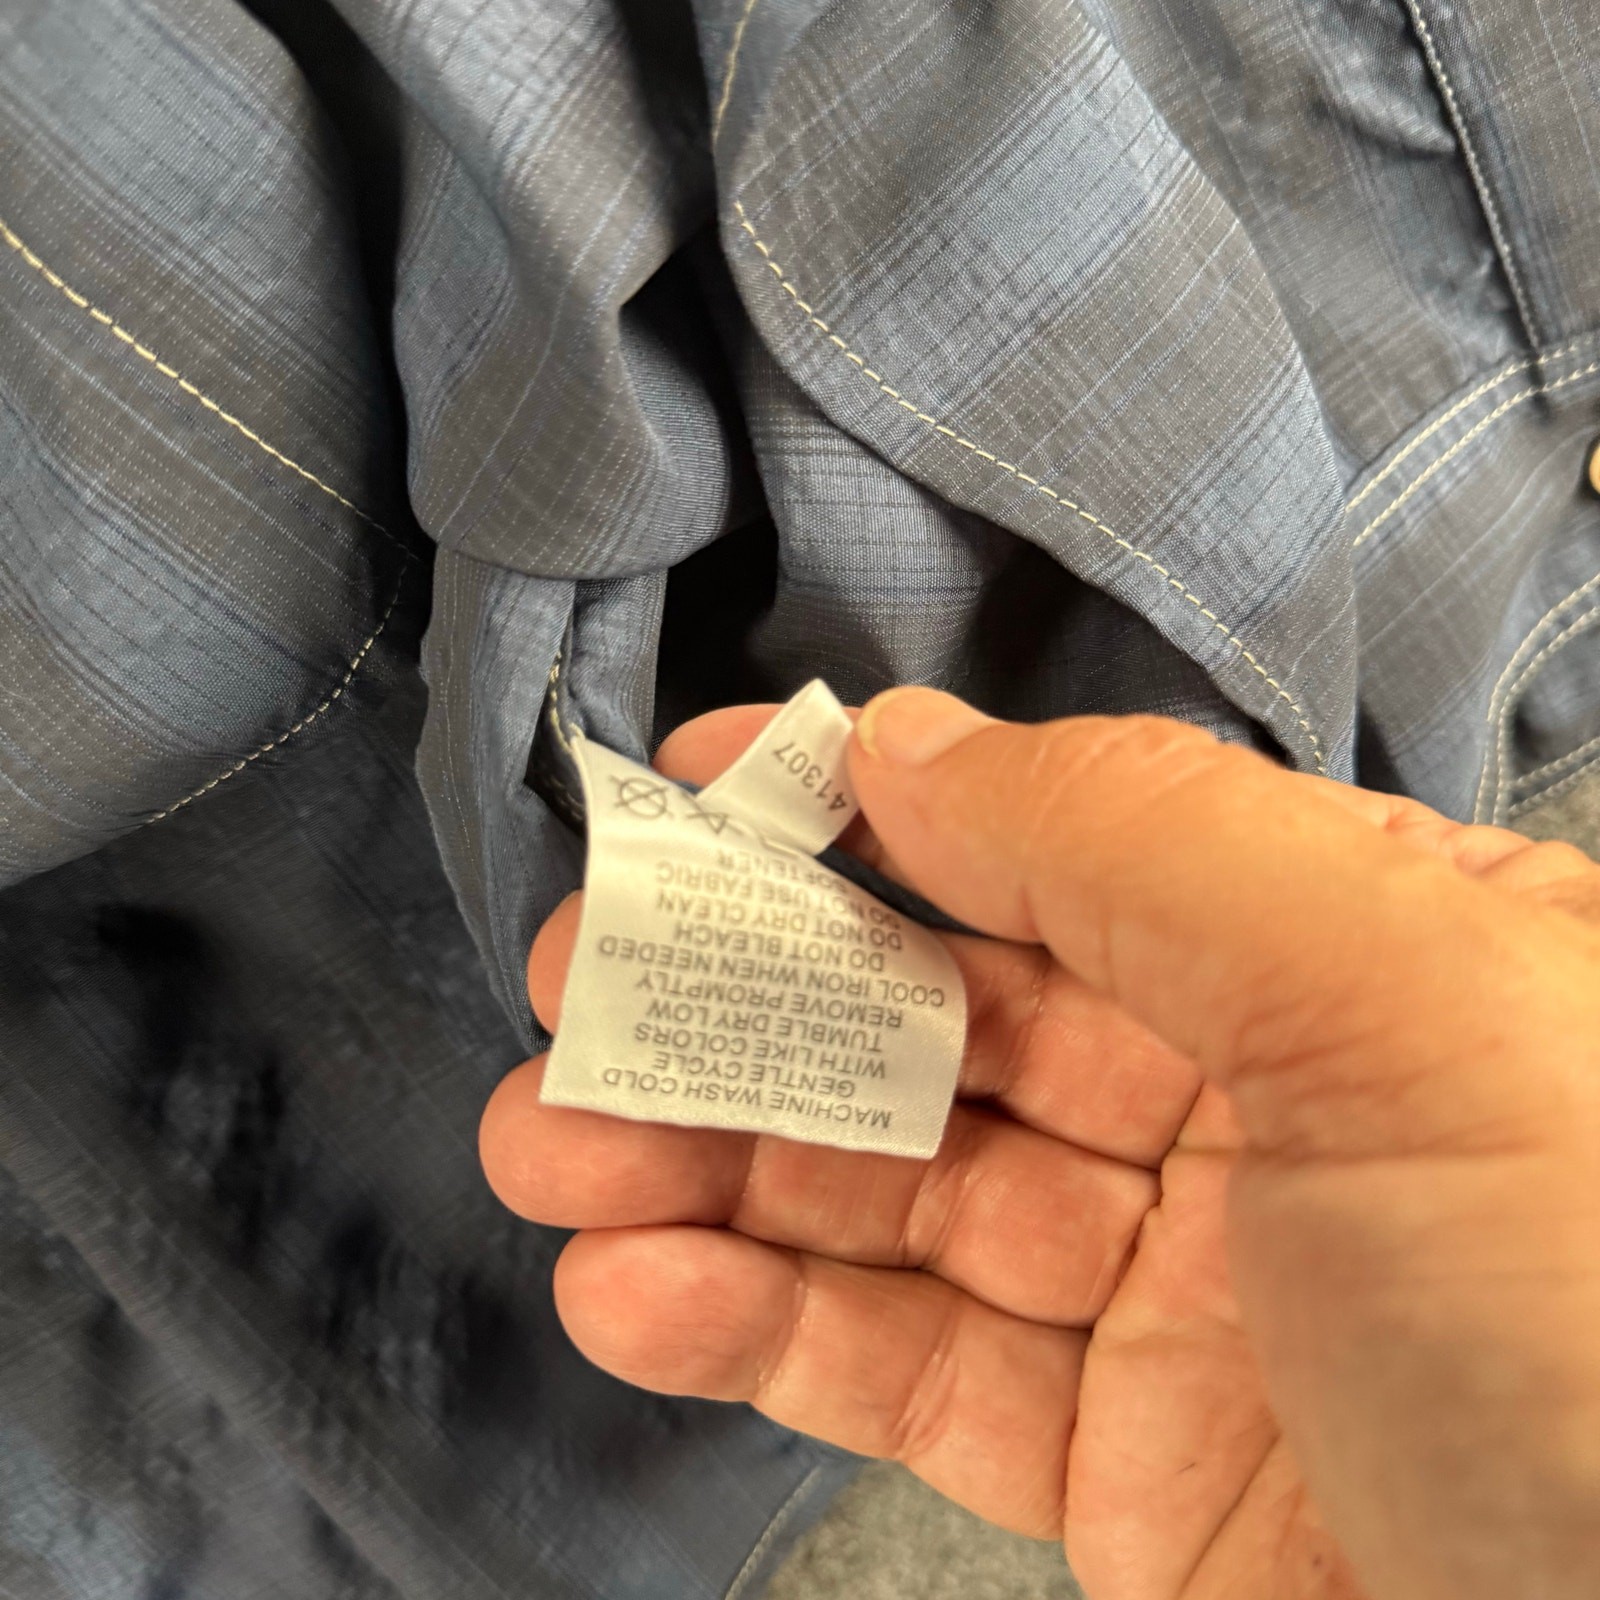 MACHINE WASH COLD
GENTLE CYCLE
WITH LIKE COLORS
TUMBLE DRY LOW
REMOVE PROMPTLY
COOL IRON WHEN NEEDED
DO NOT BLEACH
DO NOT DRY CLEAN
DO NOT USE FABRIC
SOFTENER
41307